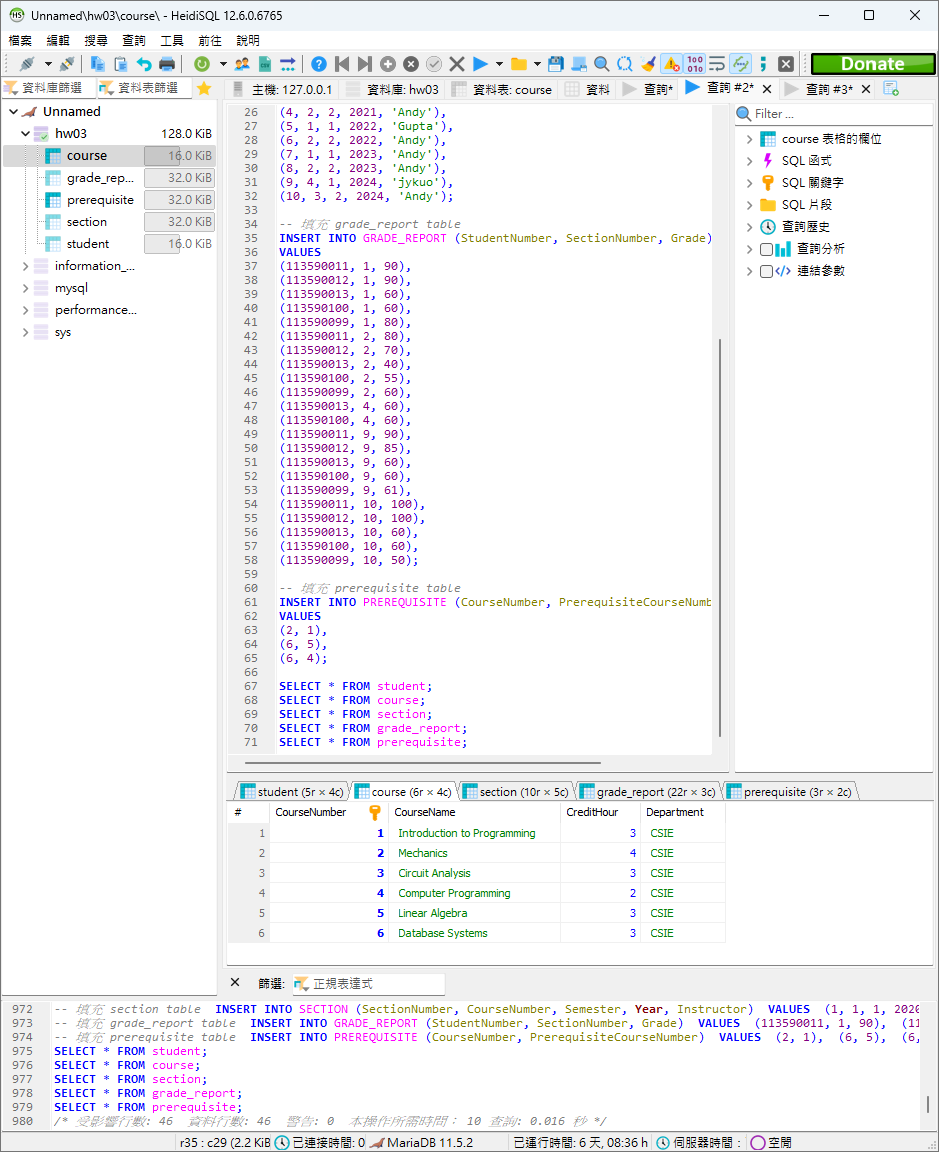 Unnamed\hw03\course\ - HeidiSQL 12.6.0.6765
檔案 編輯 搜尋 查詢 工具 前往 說明
Donate
資料庫篩選 資料表篩選
主機: 127.0.0.1 資料庫: hw03 資料表: course 資料 查詢* 查詢 #2* 查詢 #3*
Unnamed
hw03 128.0 KiB
course 16.0 KiB
grade_rep... 32.0 KiB
prerequisite 32.0 KiB
section 32.0 KiB
student 16.0 KiB
information_...
mysql
performance...
sys
26 (4, 2, 2, 2021, 'Andy'),
27 (5, 1, 1, 2022, 'Gupta'),
28 (6, 2, 2, 2022, 'Andy'),
29 (7, 1, 1, 2023, 'Andy'),
30 (8, 2, 2, 2023, 'Andy'),
31 (9, 4, 1, 2024, 'jykuo'),
32 (10, 3, 2, 2024, 'Andy');
33
34 -- 填充 grade_report table
35 INSERT INTO GRADE_REPORT (StudentNumber, SectionNumber, Grade)
36 VALUES
37 (113590011, 1, 90),
38 (113590012, 1, 90),
39 (113590013, 1, 60),
40 (113590100, 1, 60),
41 (113590099, 1, 80),
42 (113590011, 2, 80),
43 (113590012, 2, 70),
44 (113590013, 2, 40),
45 (113590100, 2, 55),
46 (113590099, 2, 60),
47 (113590013, 4, 60),
48 (113590100, 4, 60),
49 (113590011, 9, 90),
50 (113590012, 9, 85),
51 (113590013, 9, 60),
52 (113590100, 9, 60),
53 (113590099, 9, 61),
54 (113590011, 10, 100),
55 (113590012, 10, 100),
56 (113590013, 10, 60),
57 (113590100, 10, 60),
58 (113590099, 10, 50);
59
60 -- 填充 prerequisite table
61 INSERT INTO PREREQUISITE (CourseNumber, PrerequisiteCourseNumb
62 VALUES
63 (2, 1),
64 (6, 5),
65 (6, 4);
66
67 SELECT * FROM student;
68 SELECT * FROM course;
69 SELECT * FROM section;
70 SELECT * FROM grade_report;
71 SELECT * FROM prerequisite;
Filter ...
course 表格的欄位
SQL 函式
SQL 關鍵字
SQL 片段
查詢歷史
查詢分析
連結參數
student (5r × 4c) course (6r × 4c) section (10r × 5c) grade_report (22r × 3c) prerequisite (3r × 2c)
# CourseNumber CourseName CreditHour Department
1 1 Introduction to Programming 3 CSIE
2 2 Mechanics 4 CSIE
3 3 Circuit Analysis 3 CSIE
4 4 Computer Programming 2 CSIE
5 5 Linear Algebra 3 CSIE
6 6 Database Systems 3 CSIE
篩選: 正規表達式
972 -- 填充 section table INSERT INTO SECTION (SectionNumber, CourseNumber, Semester, Year, Instructor) VALUES (1, 1, 1, 2020
973 -- 填充 grade_report table INSERT INTO GRADE_REPORT (StudentNumber, SectionNumber, Grade) VALUES (113590011, 1, 90), (11
974 -- 填充 prerequisite table INSERT INTO PREREQUISITE (CourseNumber, PrerequisiteCourseNumber) VALUES (2, 1), (6, 5), (6,
975 SELECT * FROM student;
976 SELECT * FROM course;
977 SELECT * FROM section;
978 SELECT * FROM grade_report;
979 SELECT * FROM prerequisite;
980 /* 受影響行數: 46 資料行數: 46 警告: 0 本操作所需時間： 10 查詢: 0.016 秒 */
r35 : c29 (2.2 KiB 已連接時間: 0 MariaDB 11.5.2 已運行時間: 6 天, 08:36 h 伺服器時間： 空閒